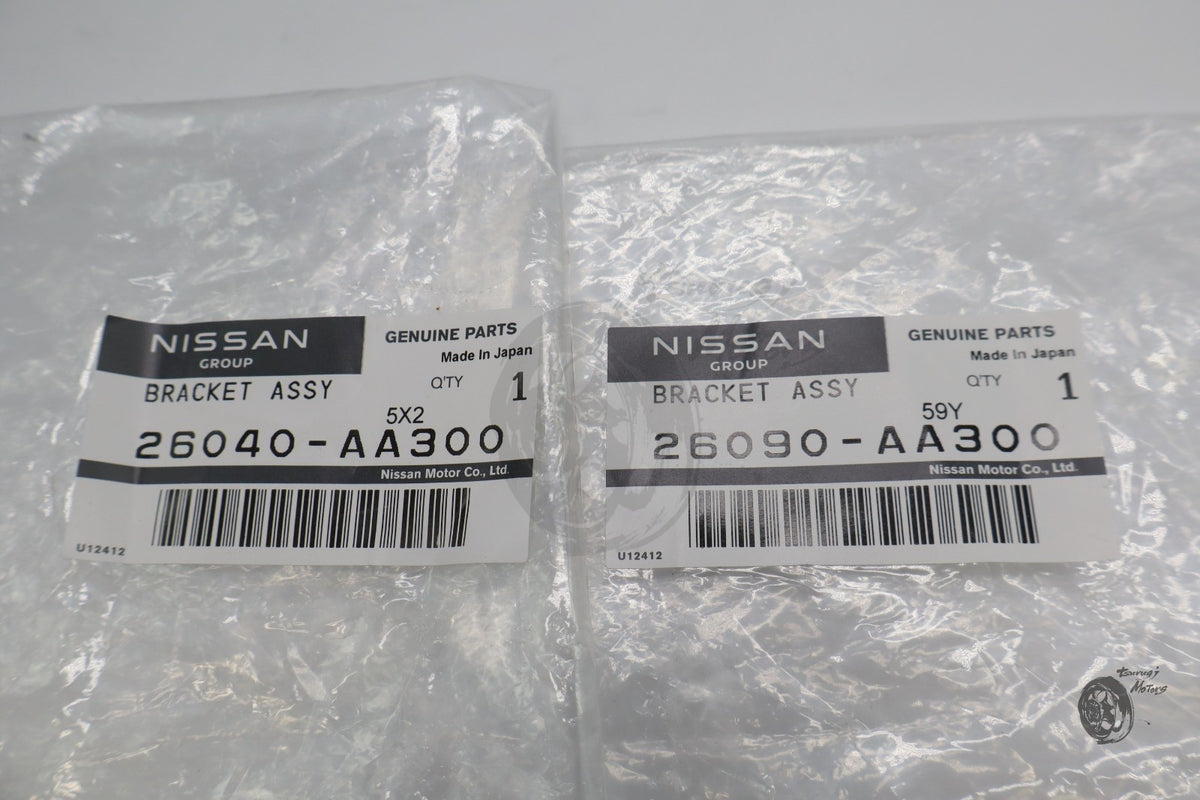 NISSAN
GROUP
GENUINE PARTS
Made In Japan
BRACKET ASSY
Q'TY 1
5X2
26040-AA300
Nissan Motor Co., Ltd.
U12412
NISSAN
GROUP
GENUINE PARTS
Made In Japan
BRACKET ASSY
Q'TY 1
59Y
26090-AA300
Nissan Motor Co., Ltd.
U12412
tsurugi
Motors